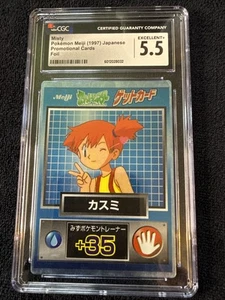 CGC
CERTIFIED GUARANTY COMPANY
Misty
Pokémon Meiji (1997) Japanese
Promotional Cards
Foil
EXCELLENT+
5.5
Meiji
ゲットカード
カスミ
みずポケモントレーナー
+35